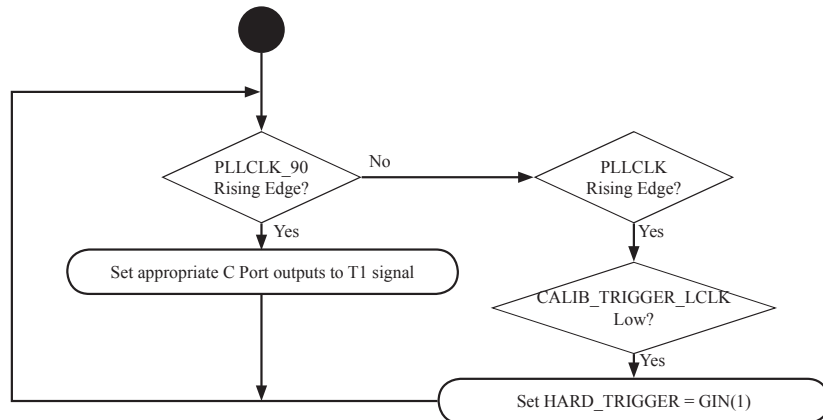 PLLCLK_90
Rising Edge?
No
PLLCLK
Rising Edge?
Yes
Yes
Set appropriate C Port outputs to T1 signal
CALIB_TRIGGER_LCLK
Low?
Yes
Set HARD_TRIGGER = GIN(1)